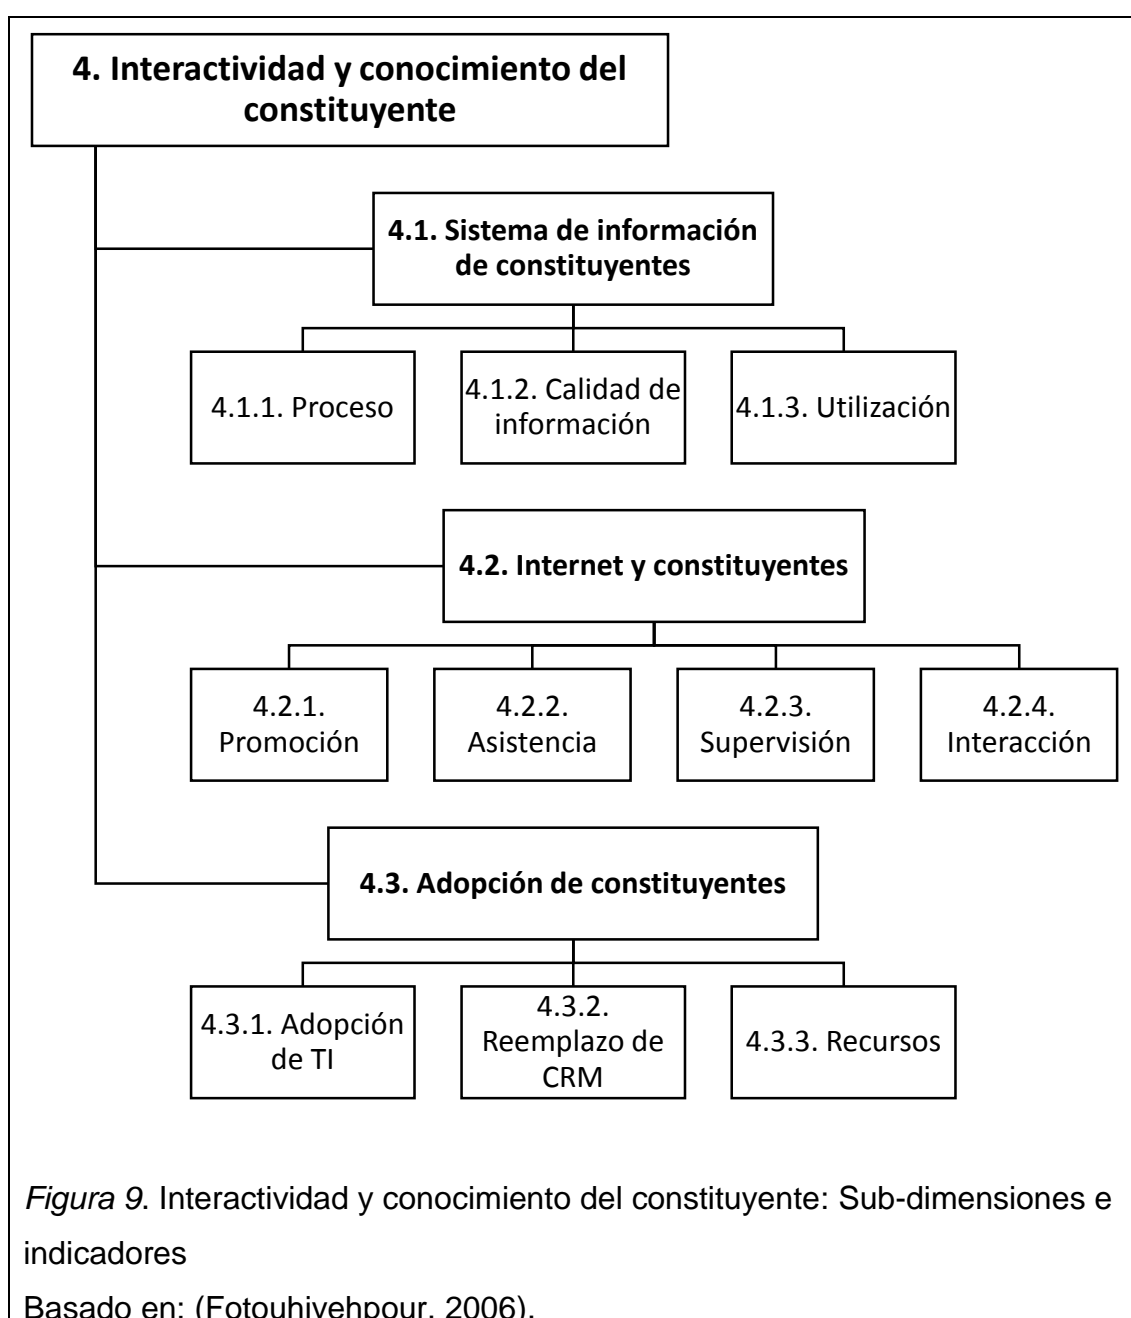 4. Interactividad y conocimiento del
constituyente
4.1. Sistema de información
de constituyentes
4.1.1. Proceso
4.1.2. Calidad de
información
4.1.3. Utilización
4.2. Internet y constituyentes
4.2.1.
Promoción
4.2.2.
Asistencia
4.2.3.
Supervisión
4.2.4.
Interacción
4.3. Adopción de constituyentes
4.3.1. Adopción
de TI
4.3.2.
Reemplazo de
CRM
4.3.3. Recursos
Figura 9. Interactividad y conocimiento del constituyente: Sub-dimensiones e
indicadores
Basado en: (Fotouhiyehpour, 2006).